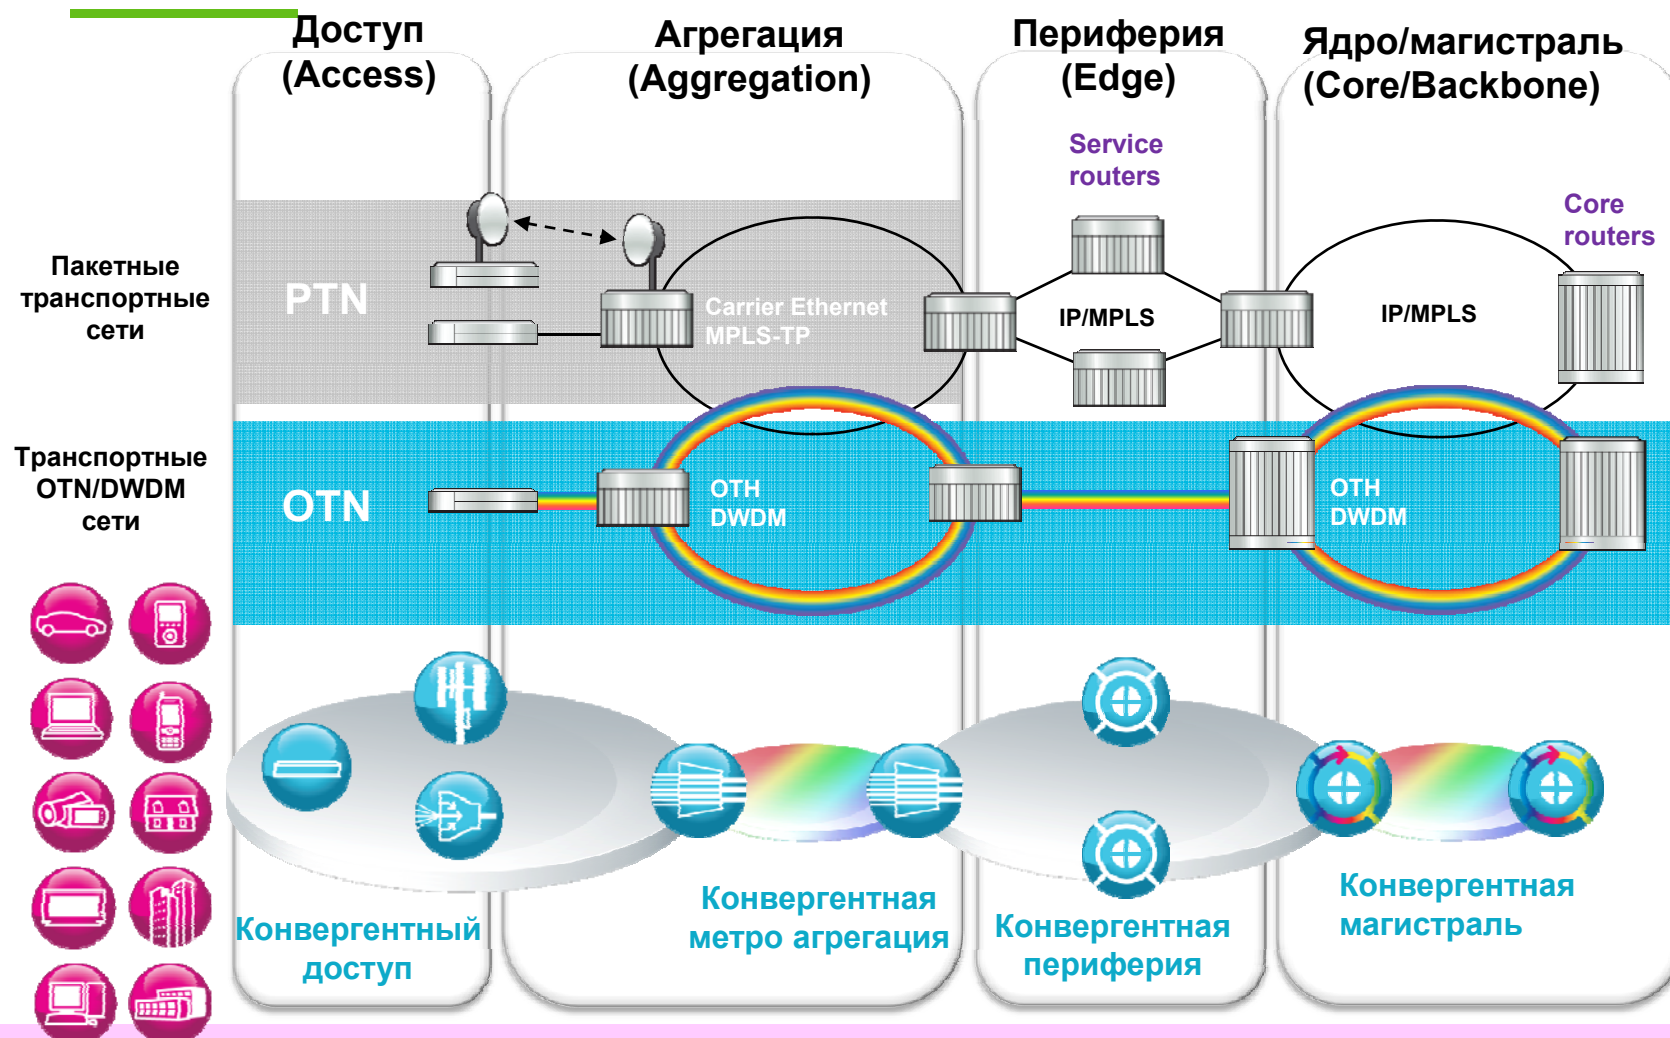 Доступ
(Access)
Агрегация
(Aggregation)
Периферия
(Edge)
Ядро/магистраль
(Core/Backbone)
Service
routers
Core
routers
Пакетные
транспортные
сети
PTN
Carrier Ethernet
MPLS-TP
IP/MPLS
IP/MPLS
Транспортные
OTN/DWDM
сети
OTN
OTH
DWDM
OTH
DWDM
Конвергентный
доступ
Конвергентная
метро агрегация
Конвергентная
периферия
Конвергентная
магистраль